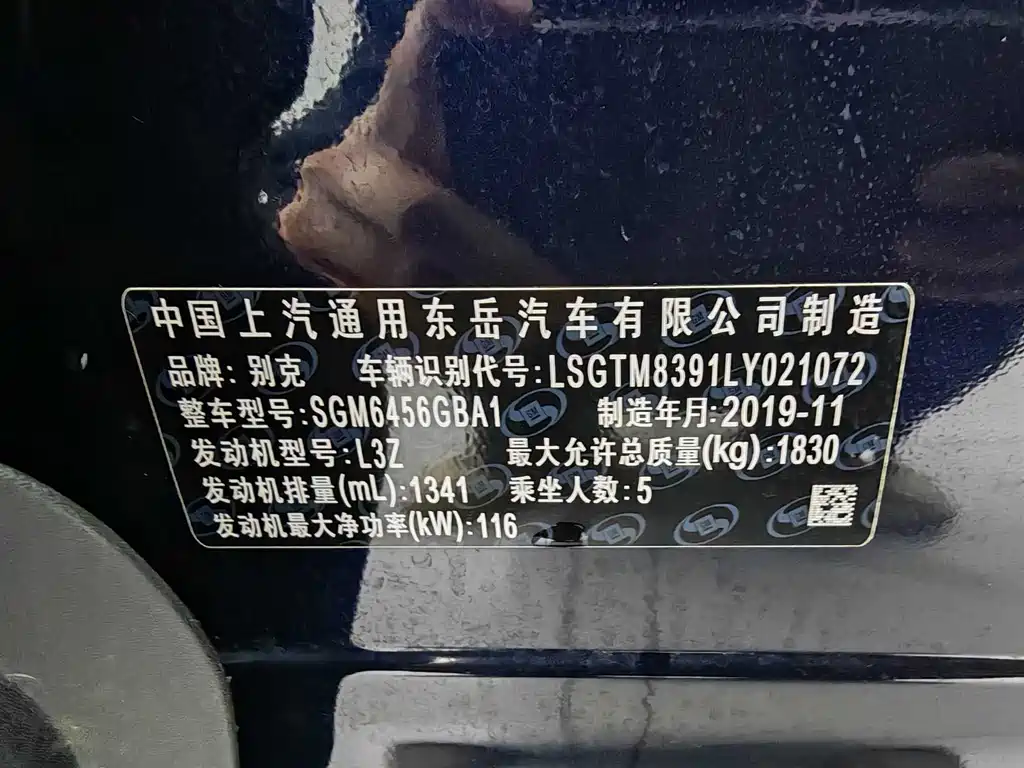 中国上汽通用东岳汽车有限公司制造
品牌: 别克 车辆识别代号:LSGTM8391LY021072
整车型号:SGM6456GBA1 制造年月:2019-11
发动机型号:L3Z 最大允许总质量(kg):1830
发动机排量(mL):1341 乘坐人数:5
发动机最大净功率(kW):116